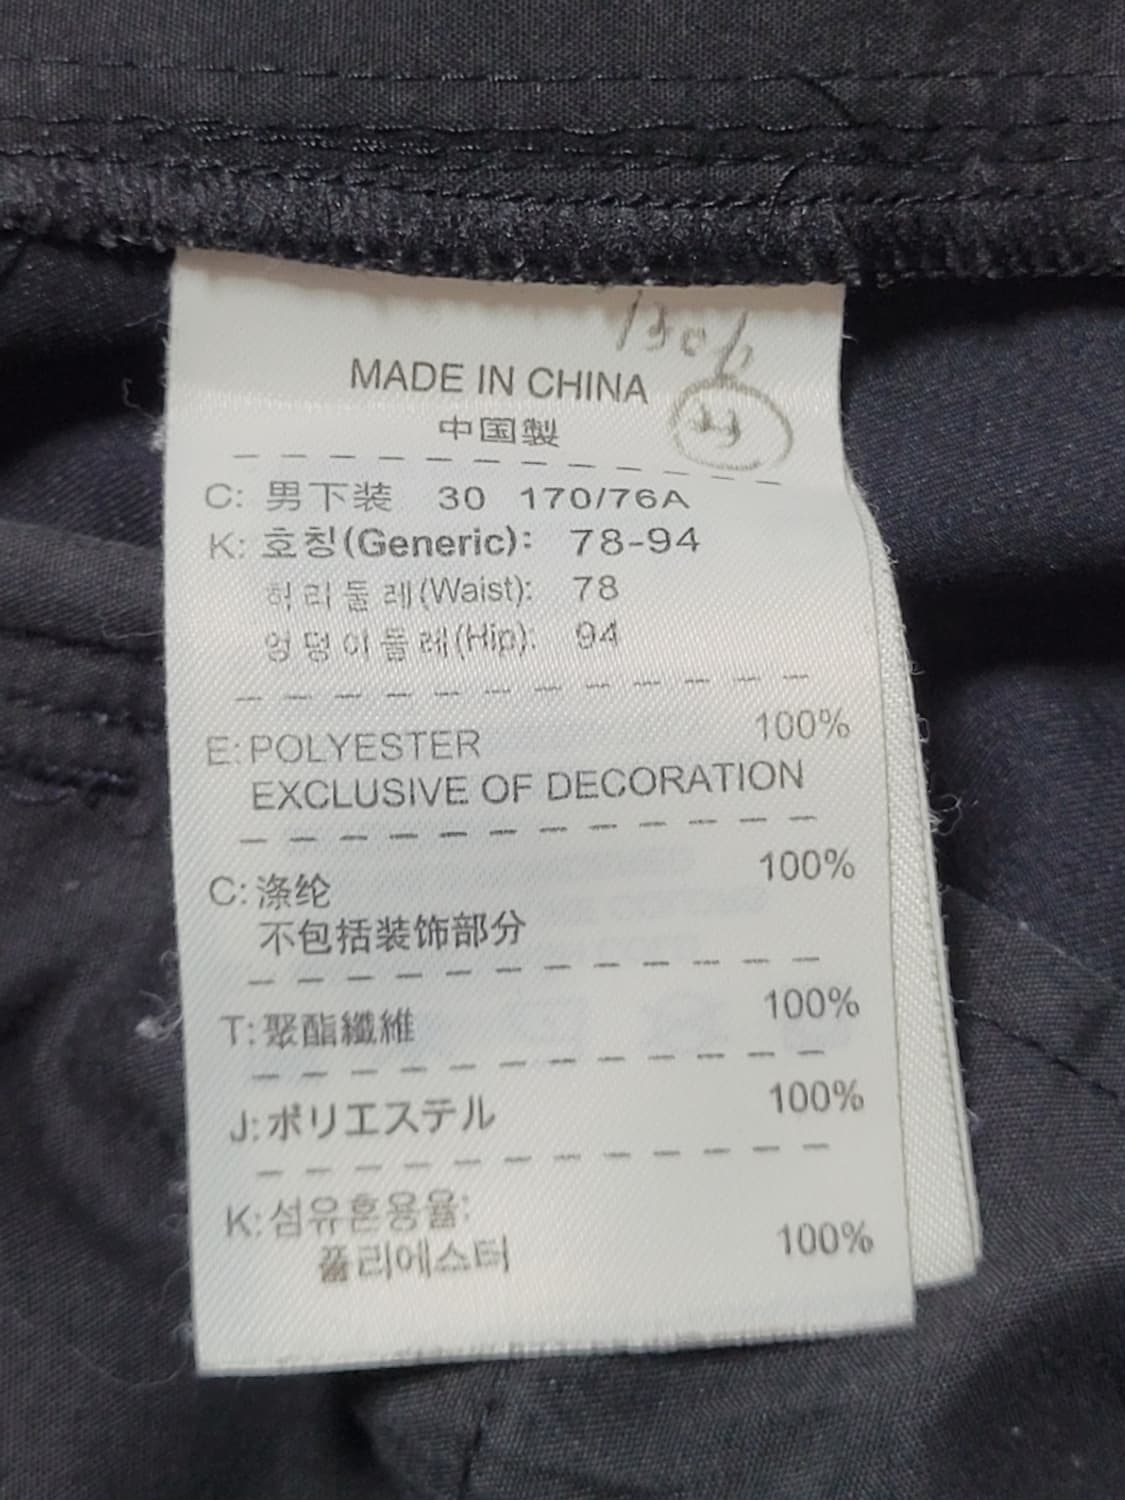 MADE IN CHINA
中国製
C: 男下装 30 170/76A
K: 호칭(Generic): 78-94
허리둘레(Waist): 78
엉덩이둘레(Hip): 94
E: POLYESTER 100%
EXCLUSIVE OF DECORATION
C: 涤纶 100%
不包括装饰部分
T: 聚酯纖維 100%
J: ポリエステル 100%
K: 섬유혼용율:
폴리에스터 100%